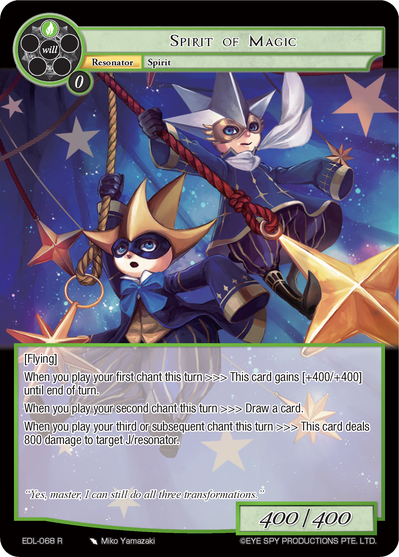 Spirit of Magic
will
Resonator Spirit
0
[Flying]
When you play your first chant this turn >>> This card gains [+400/+400]
until end of turn.
When you play your second chant this turn >>> Draw a card.
When you play your third or subsequent chant this turn >>> This card deals
800 damage to target J/resonator.
"Yes, master, I can still do all three transformations."
400/400
EDL-068 R Miko Yamazaki ©EYE SPY PRODUCTIONS PTE. LTD.